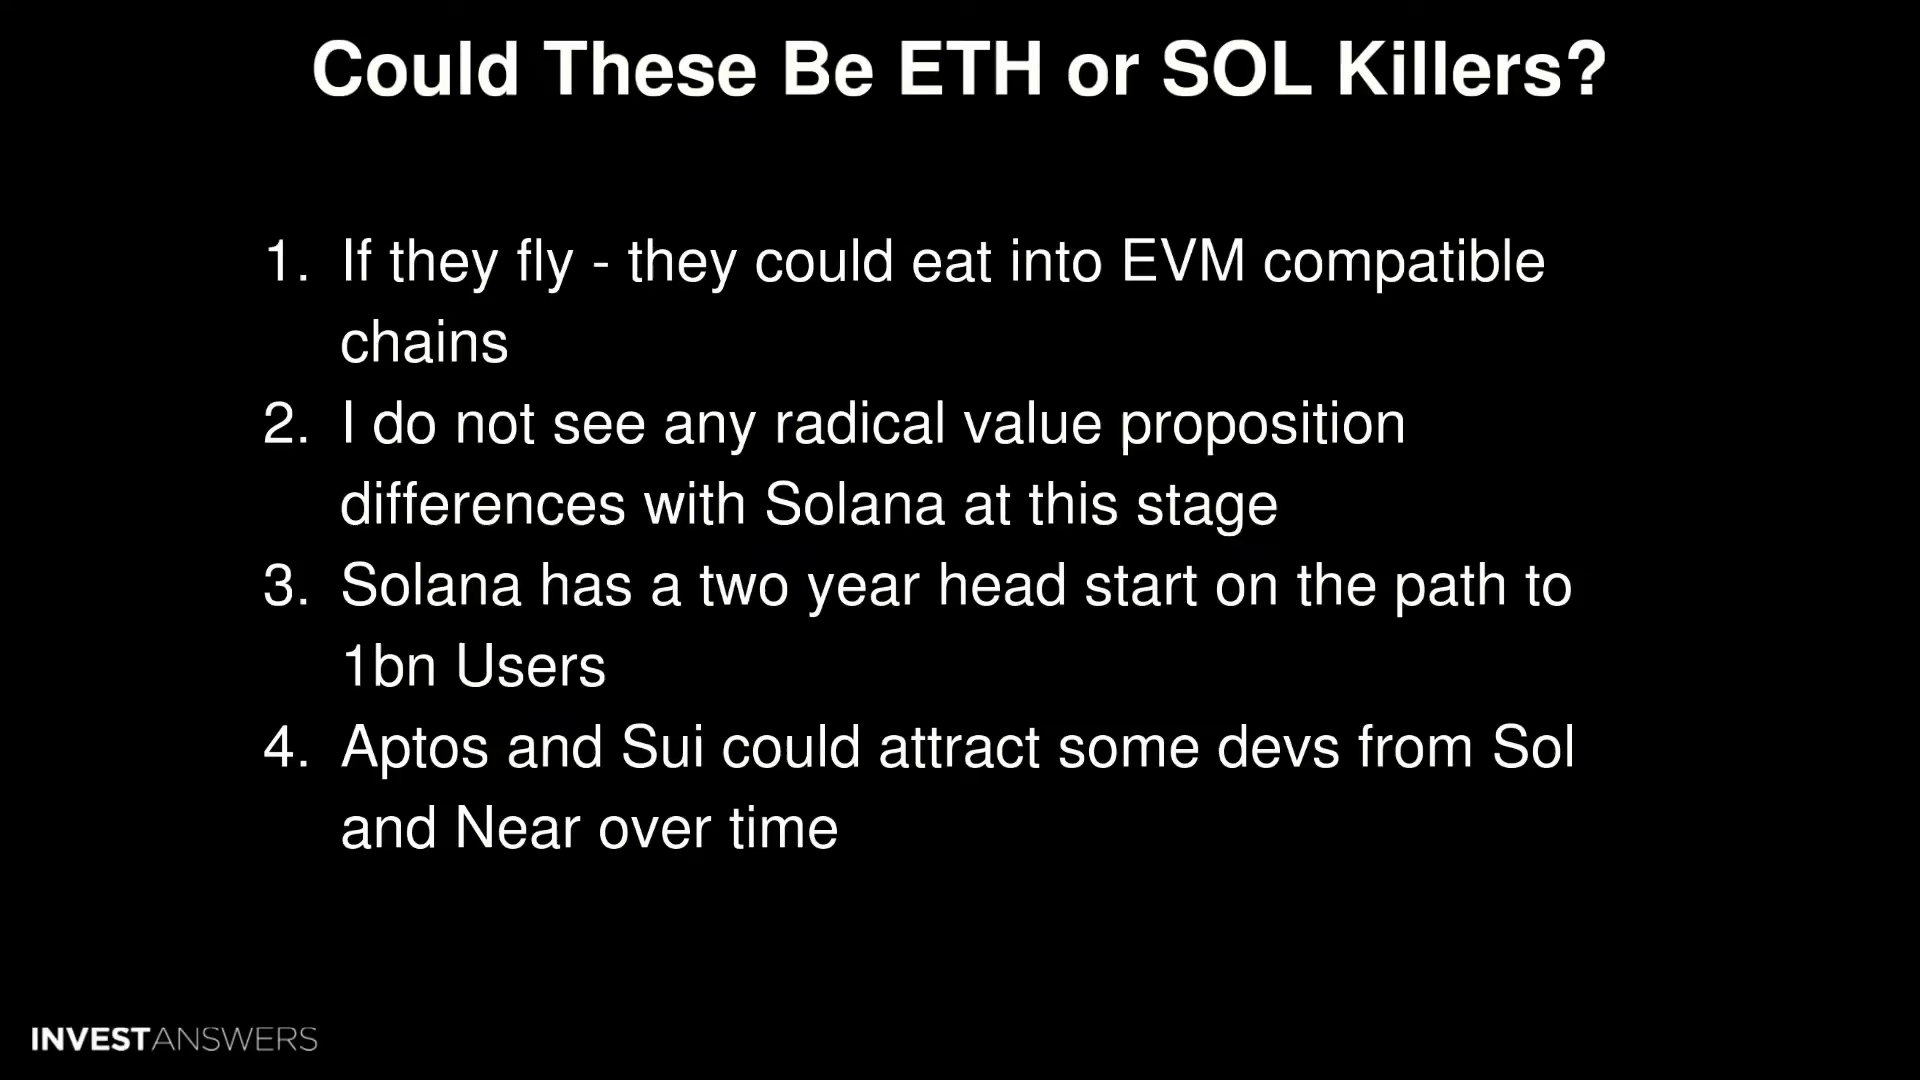 Could These Be ETH or SOL Killers?
1. If they fly - they could eat into EVM compatible
chains
2. I do not see any radical value proposition
differences with Solana at this stage
3. Solana has a two year head start on the path to
1bn Users
4. Aptos and Sui could attract some devs from Sol
and Near over time
INVESTANSWERS